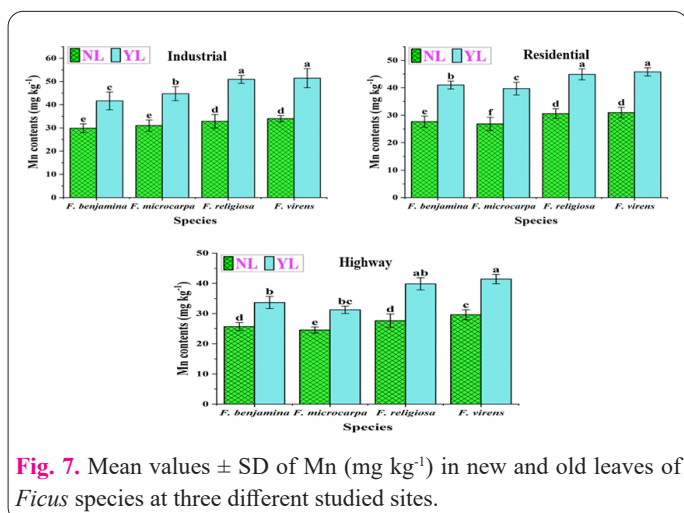 NL YL Industrial
Mn contents (mg kg⁻¹)
60
50
40
30
20
10
0
e c e b d a d a
F. benjamina F. microcarpa F. religiosa F. virens
Species
NL YL Residential
Mn contents (mg kg⁻¹)
50
40
30
20
10
0
e b f c d a d a
F. benjamina F. microcarpa F. religiosa F. virens
Species
NL YL Highway
Mn contents (mg kg⁻¹)
50
40
30
20
10
0
d b e bc d ab c a
F. benjamina F. microcarpa F. religiosa F. virens
Species
Fig. 7. Mean values ± SD of Mn (mg kg⁻¹) in new and old leaves of
Ficus species at three different studied sites.